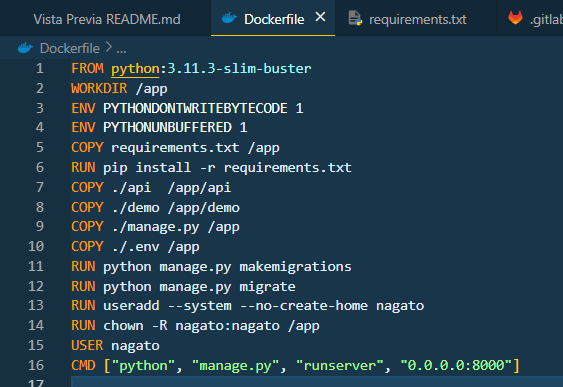 Vista Previa README.md
Dockerfile
requirements.txt
.gitlab
Dockerfile > ...
1 FROM python:3.11.3-slim-buster
2 WORKDIR /app
3 ENV PYTHONDONTWRITEBYTECODE 1
4 ENV PYTHONUNBUFFERED 1
5 COPY requirements.txt /app
6 RUN pip install -r requirements.txt
7 COPY ./api  /app/api
8 COPY ./demo /app/demo
9 COPY ./manage.py /app
10 COPY ./.env /app
11 RUN python manage.py makemigrations
12 RUN python manage.py migrate
13 RUN useradd --system --no-create-home nagato
14 RUN chown -R nagato:nagato /app
15 USER nagato
16 CMD ["python", "manage.py", "runserver", "0.0.0.0:8000"]
17